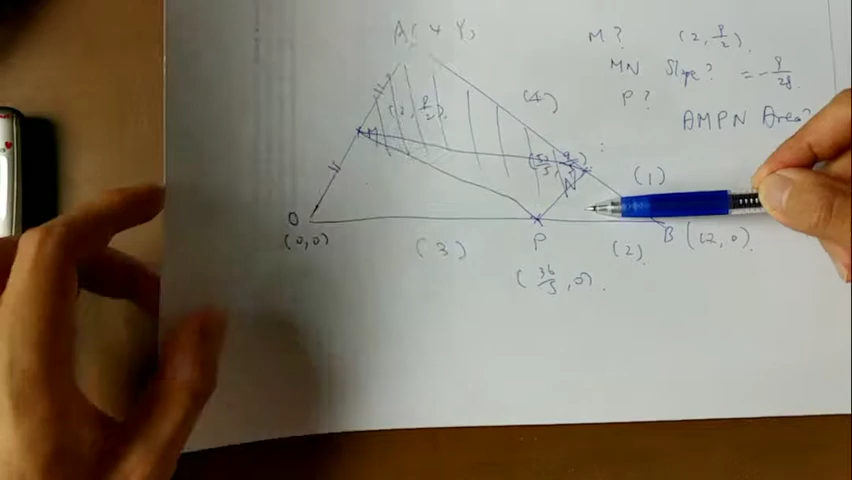 M?
(2, 9/2).
MN Slope? = -9/28
P?
AMPN Area?
A(4
(4)
(2, 9/2)
M
N
(1)
O
(0,0)
(3)
P
(36/5, 0).
(2)
B (12, 0).